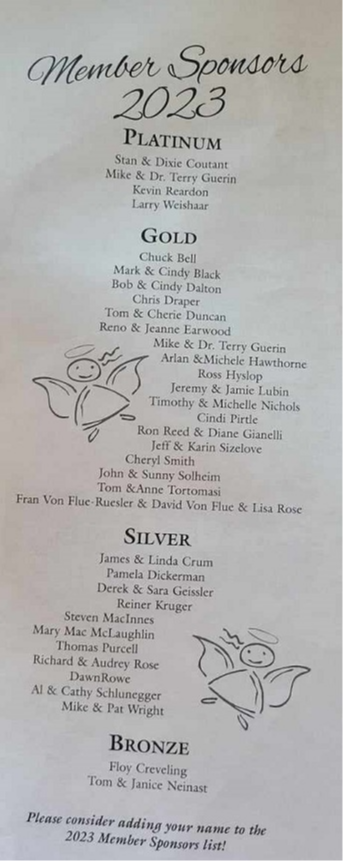 Member Sponsors
2023
PLATINUM
Stan & Dixie Coutant
Mike & Dr. Terry Guerin
Kevin Reardon
Larry Weishaar
GOLD
Chuck Bell
Mark & Cindy Black
Bob & Cindy Dalton
Chris Draper
Tom & Cherie Duncan
Reno & Jeanne Earwood
Mike & Dr. Terry Guerin
Arlan &Michele Hawthorne
Ross Hyslop
Jeremy & Jamie Lubin
Timothy & Michelle Nichols
Cindi Pirtle
Ron Reed & Diane Gianelli
Jeff & Karin Sizelove
Cheryl Smith
John & Sunny Solheim
Tom &Anne Tortomasi
Fran Von Flue-Ruesler & David Von Flue & Lisa Rose
SILVER
James & Linda Crum
Pamela Dickerman
Derek & Sara Geissler
Reiner Kruger
Steven MacInnes
Mary Mac McLaughlin
Thomas Purcell
Richard & Audrey Rose
DawnRowe
Al & Cathy Schlunegger
Mike & Pat Wright
BRONZE
Floy Creveling
Tom & Janice Neinast
Please consider adding your name to the
2023 Member Sponsors list!